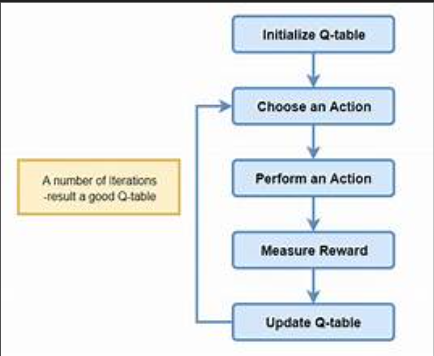 Initialize Q-table
Choose an Action
Perform an Action
A number of Iterations
-result a good Q-table
Measure Reward
Update Q-table